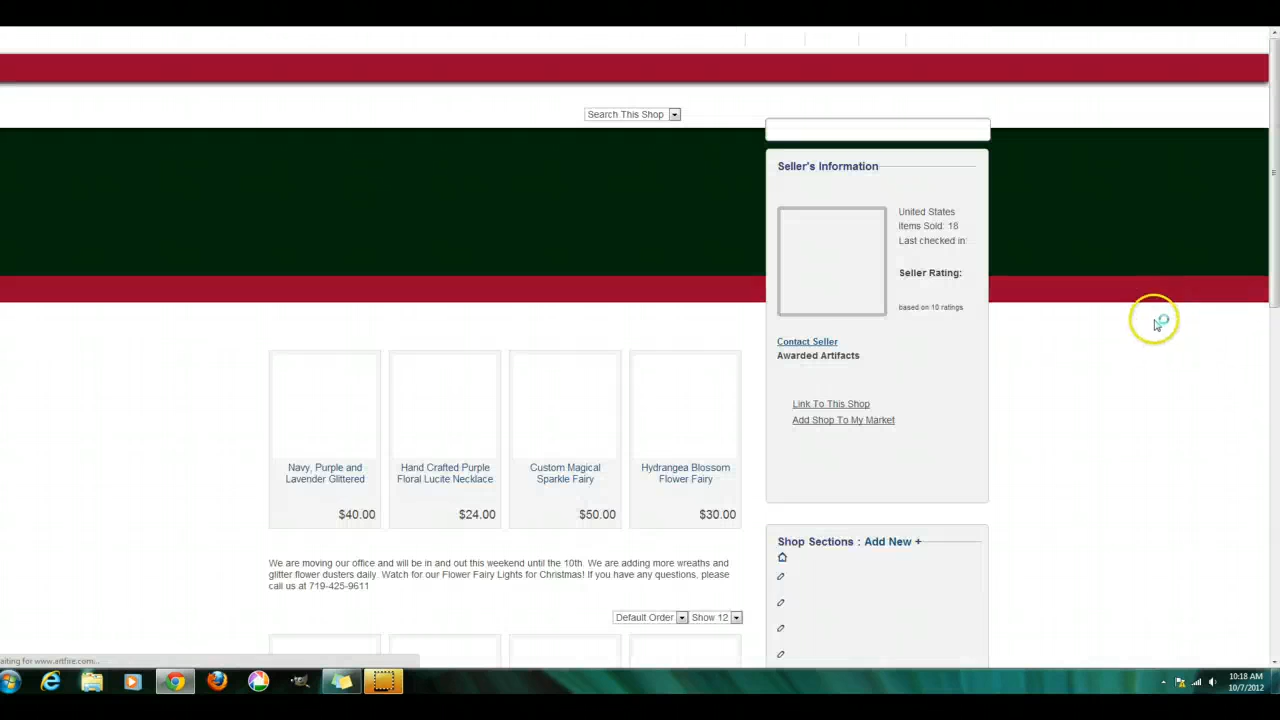 Search This Shop
Seller's Information
United States
Items Sold: 18
Last checked in:
Seller Rating:
based on 10 ratings
Contact Seller
Awarded Artifacts
Link To This Shop
Add Shop To My Market
Navy, Purple and
Lavender Glittered
$40.00
Hand Crafted Purple
Floral Lucite Necklace
$24.00
Custom Magical
Sparkle Fairy
$50.00
Hydrangea Blossom
Flower Fairy
$30.00
Shop Sections : Add New +
We are moving our office and will be in and out this weekend until the 10th. We are adding more wreaths and
glitter flower dusters daily. Watch for our Flower Fairy Lights for Christmas! If you have any questions, please
call us at 719-425-9611
Default Order
Show 12
aiting for www.artfire.com...
10:18 AM
10/7/2012